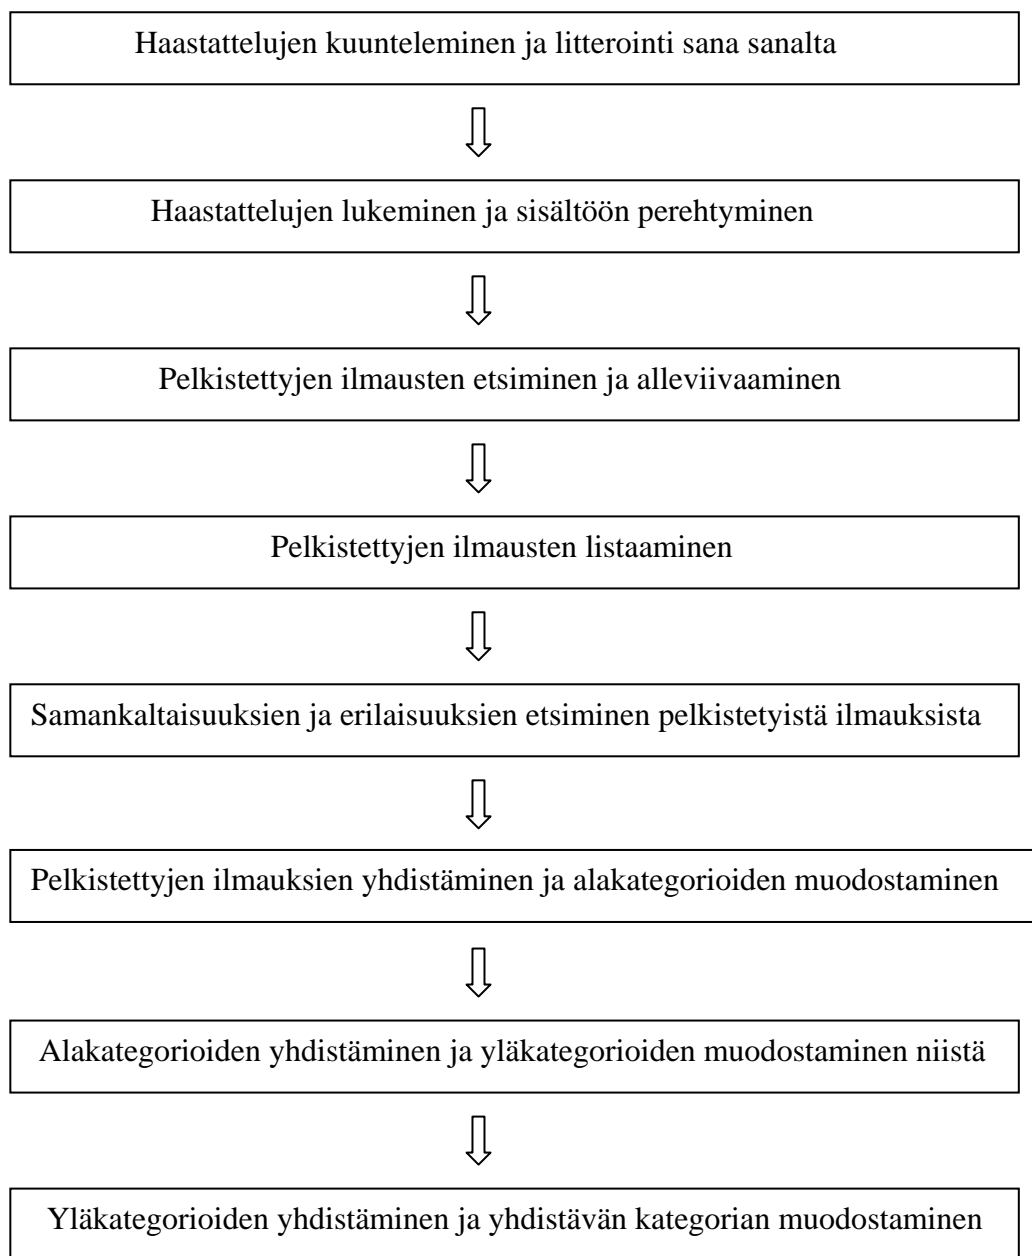 Haastattelujen kuunteleminen ja litterointi sana sanalta
Haastattelujen lukeminen ja sisältöön perehtyminen
Pelkistettyjen ilmausten etsiminen ja alleviivaaminen
Pelkistettyjen ilmausten listaaminen
Samankaltaisuuksien ja erilaisuuksien etsiminen pelkistetyistä ilmauksista
Pelkistettyjen ilmauksien yhdistäminen ja alakategorioiden muodostaminen
Alakategorioiden yhdistäminen ja yläkategorioiden muodostaminen niistä
Yläkategorioiden yhdistäminen ja yhdistävän kategorian muodostaminen